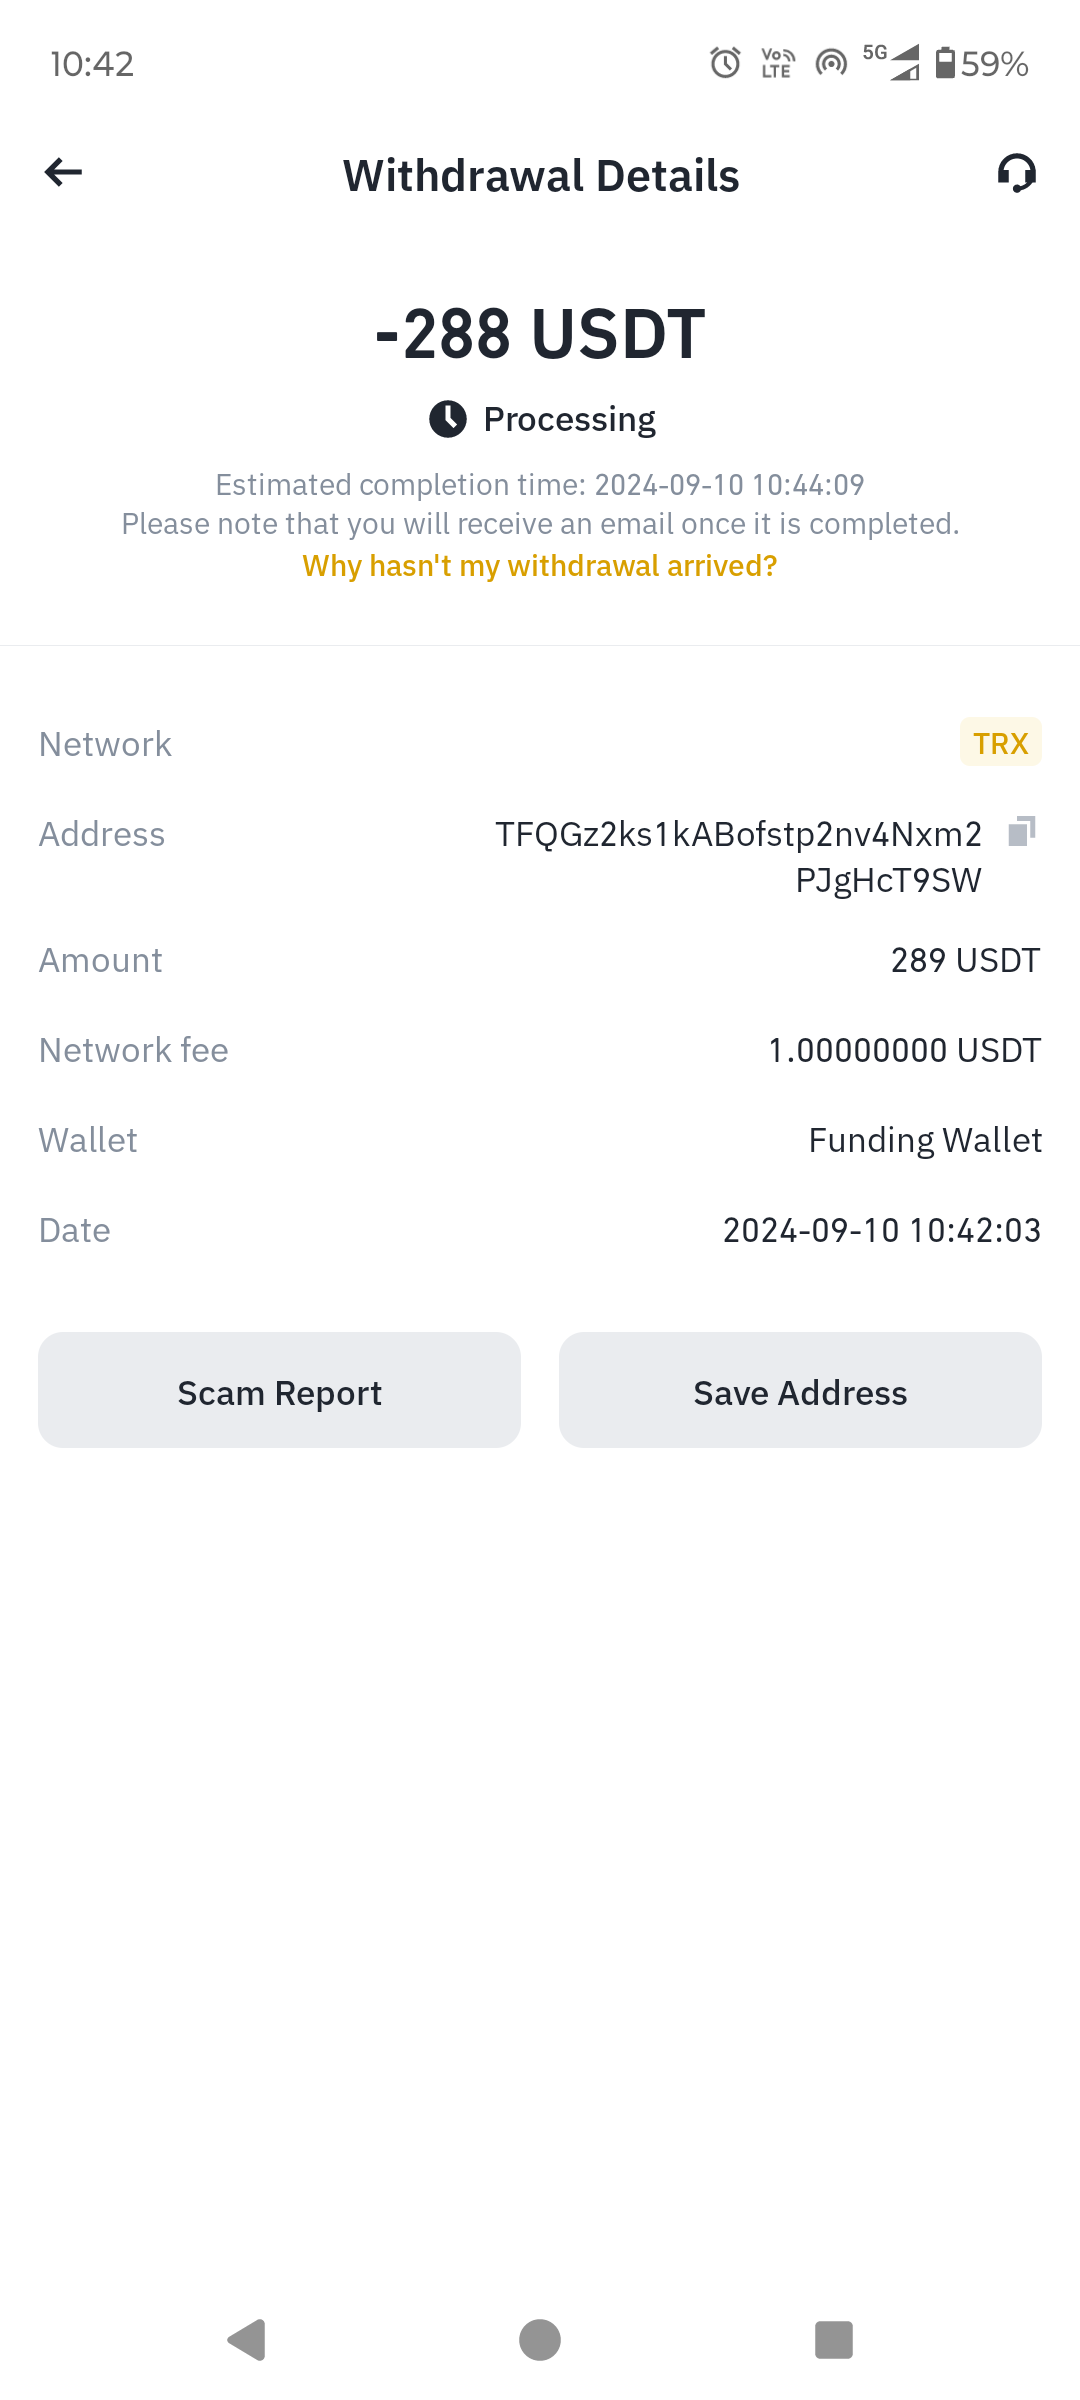 10:42
Vo LTE 5G 59%
Withdrawal Details
-288 USDT
Processing
Estimated completion time: 2024-09-10 10:44:09
Please note that you will receive an email once it is completed.
Why hasn't my withdrawal arrived?
Network TRX
Address TFQGz2ks1kABofstp2nv4Nxm2
PJgHcT9SW
Amount 289 USDT
Network fee 1.00000000 USDT
Wallet Funding Wallet
Date 2024-09-10 10:42:03
Scam Report Save Address